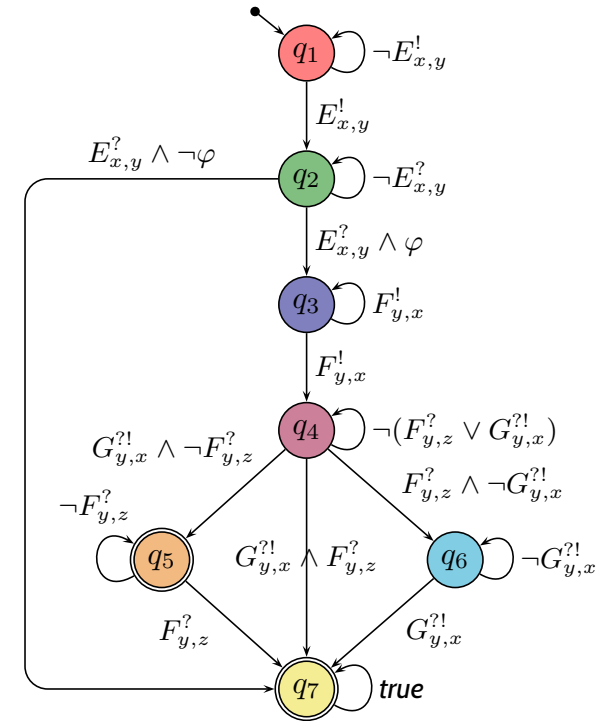 q₁ ¬E!x,y
E!x,y
E?x,y ∧ ¬φ
q₂ ¬E?x,y
E?x,y ∧ φ
q₃ F!y,x
F!y,x
q₄ ¬(F?y,z ∨ G?!y,x)
G?!y,x ∧ ¬F?y,z
F?y,z ∧ ¬G?!y,x
¬F?y,z
q₅ G?!y,x ∧ F?y,z q₆ ¬G?!y,x
F?y,z G?!y,x
q₇ true